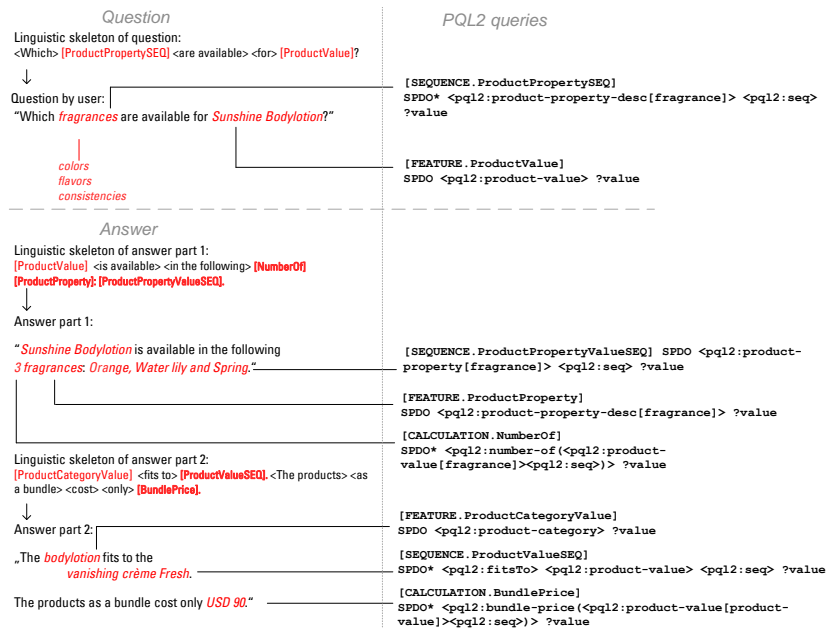 Question
Linguistic skeleton of question:
<Which> [ProductPropertySEQ] <are available> <for> [ProductValue]?
Question by user:
“Which fragrances are available for Sunshine Bodylotion?“
colors
flavors
consistencies
PQL2 queries
[SEQUENCE.ProductPropertySEQ]
SPDO* <pql2:product-property-desc[fragrance]> <pql2:seq>
?value
[FEATURE.ProductValue]
SPDO <pql2:product-value> ?value
Answer
Linguistic skeleton of answer part 1:
[ProductValue] <is available> <in the following> [NumberOf]
[ProductProperty]: [ProductPropertyValueSEQ].
Answer part 1:
“Sunshine Bodylotion is available in the following
3 fragrances: Orange, Water lily and Spring.“
[SEQUENCE.ProductPropertyValueSEQ] SPDO <pql2:product-
property[fragrance]> <pql2:seq> ?value
[FEATURE.ProductProperty]
SPDO <pql2:product-property-desc[fragrance]> ?value
[CALCULATION.NumberOf]
SPDO* <pql2:number-of(<pql2:product-
value[fragrance]><pql2:seq>)> ?value
Linguistic skeleton of answer part 2:
[ProductCategoryValue] <fits to> [ProductValueSEQ]. <The products> <as
a bundle> <cost> <only> [BundlePrice].
Answer part 2:
„The bodylotion fits to the
vanishing crème Fresh.
The products as a bundle cost only USD 90.“
[FEATURE.ProductCategoryValue]
SPDO <pql2:product-category> ?value
[SEQUENCE.ProductValueSEQ]
SPDO* <pql2:fitsTo> <pql2:product-value> <pql2:seq> ?value
[CALCULATION.BundlePrice]
SPDO* <pql2:bundle-price(<pql2:product-value[product-
value]><pql2:seq>)> ?value